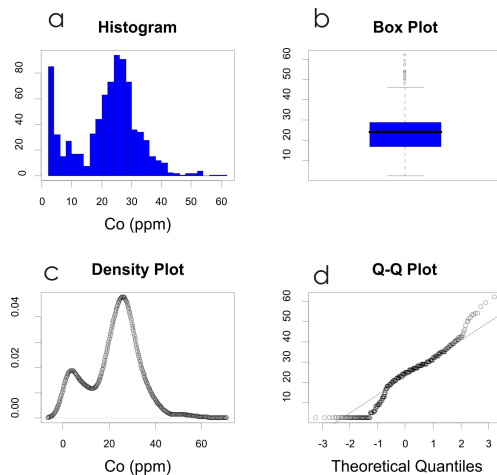 a
Histogram
0 20 40 60 80
0 10 20 30 40 50 60
Co (ppm)
b
Box Plot
10 20 30 40 50 60
c
Density Plot
0.00 0.02 0.04
0 20 40 60
Co (ppm)
d
Q-Q Plot
10 20 30 40 50 60
-3 -2 -1 0 1 2 3
Theoretical Quantiles